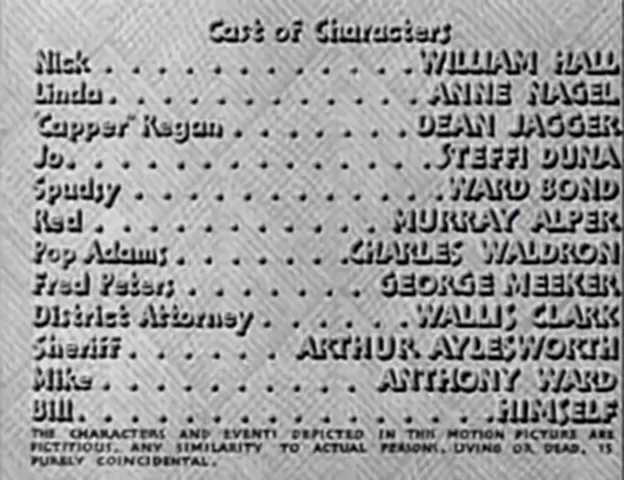 Cast of Characters
Nick . . . . . . . . . . . . . WILLIAM HALL
Linda . . . . . . . . . . . . . ANNE NAGEL
"Capper" Regan . . . . . . . DEAN JAGGER
Jo . . . . . . . . . . . . . . . STEFFI DUNA
Spudsy . . . . . . . . . . . . WARD BOND
Red . . . . . . . . . . . MURRAY ALPER
Pop Adams . . . . . . . CHARLES WALDRON
Fred Peters . . . . . . . GEORGE MEEKER
District Attorney . . . . . . WALLIS CLARK
Sheriff . . . . . . ARTHUR AYLESWORTH
Mike . . . . . . . . . . ANTHONY WARD
Bill . . . . . . . . . . . . . . . . HIMSELF
THE CHARACTERS AND EVENTS DEPICTED IN THIS MOTION PICTURE ARE
FICTITIOUS. ANY SIMILARITY TO ACTUAL PERSONS, LIVING OR DEAD, IS
PURELY COINCIDENTAL.